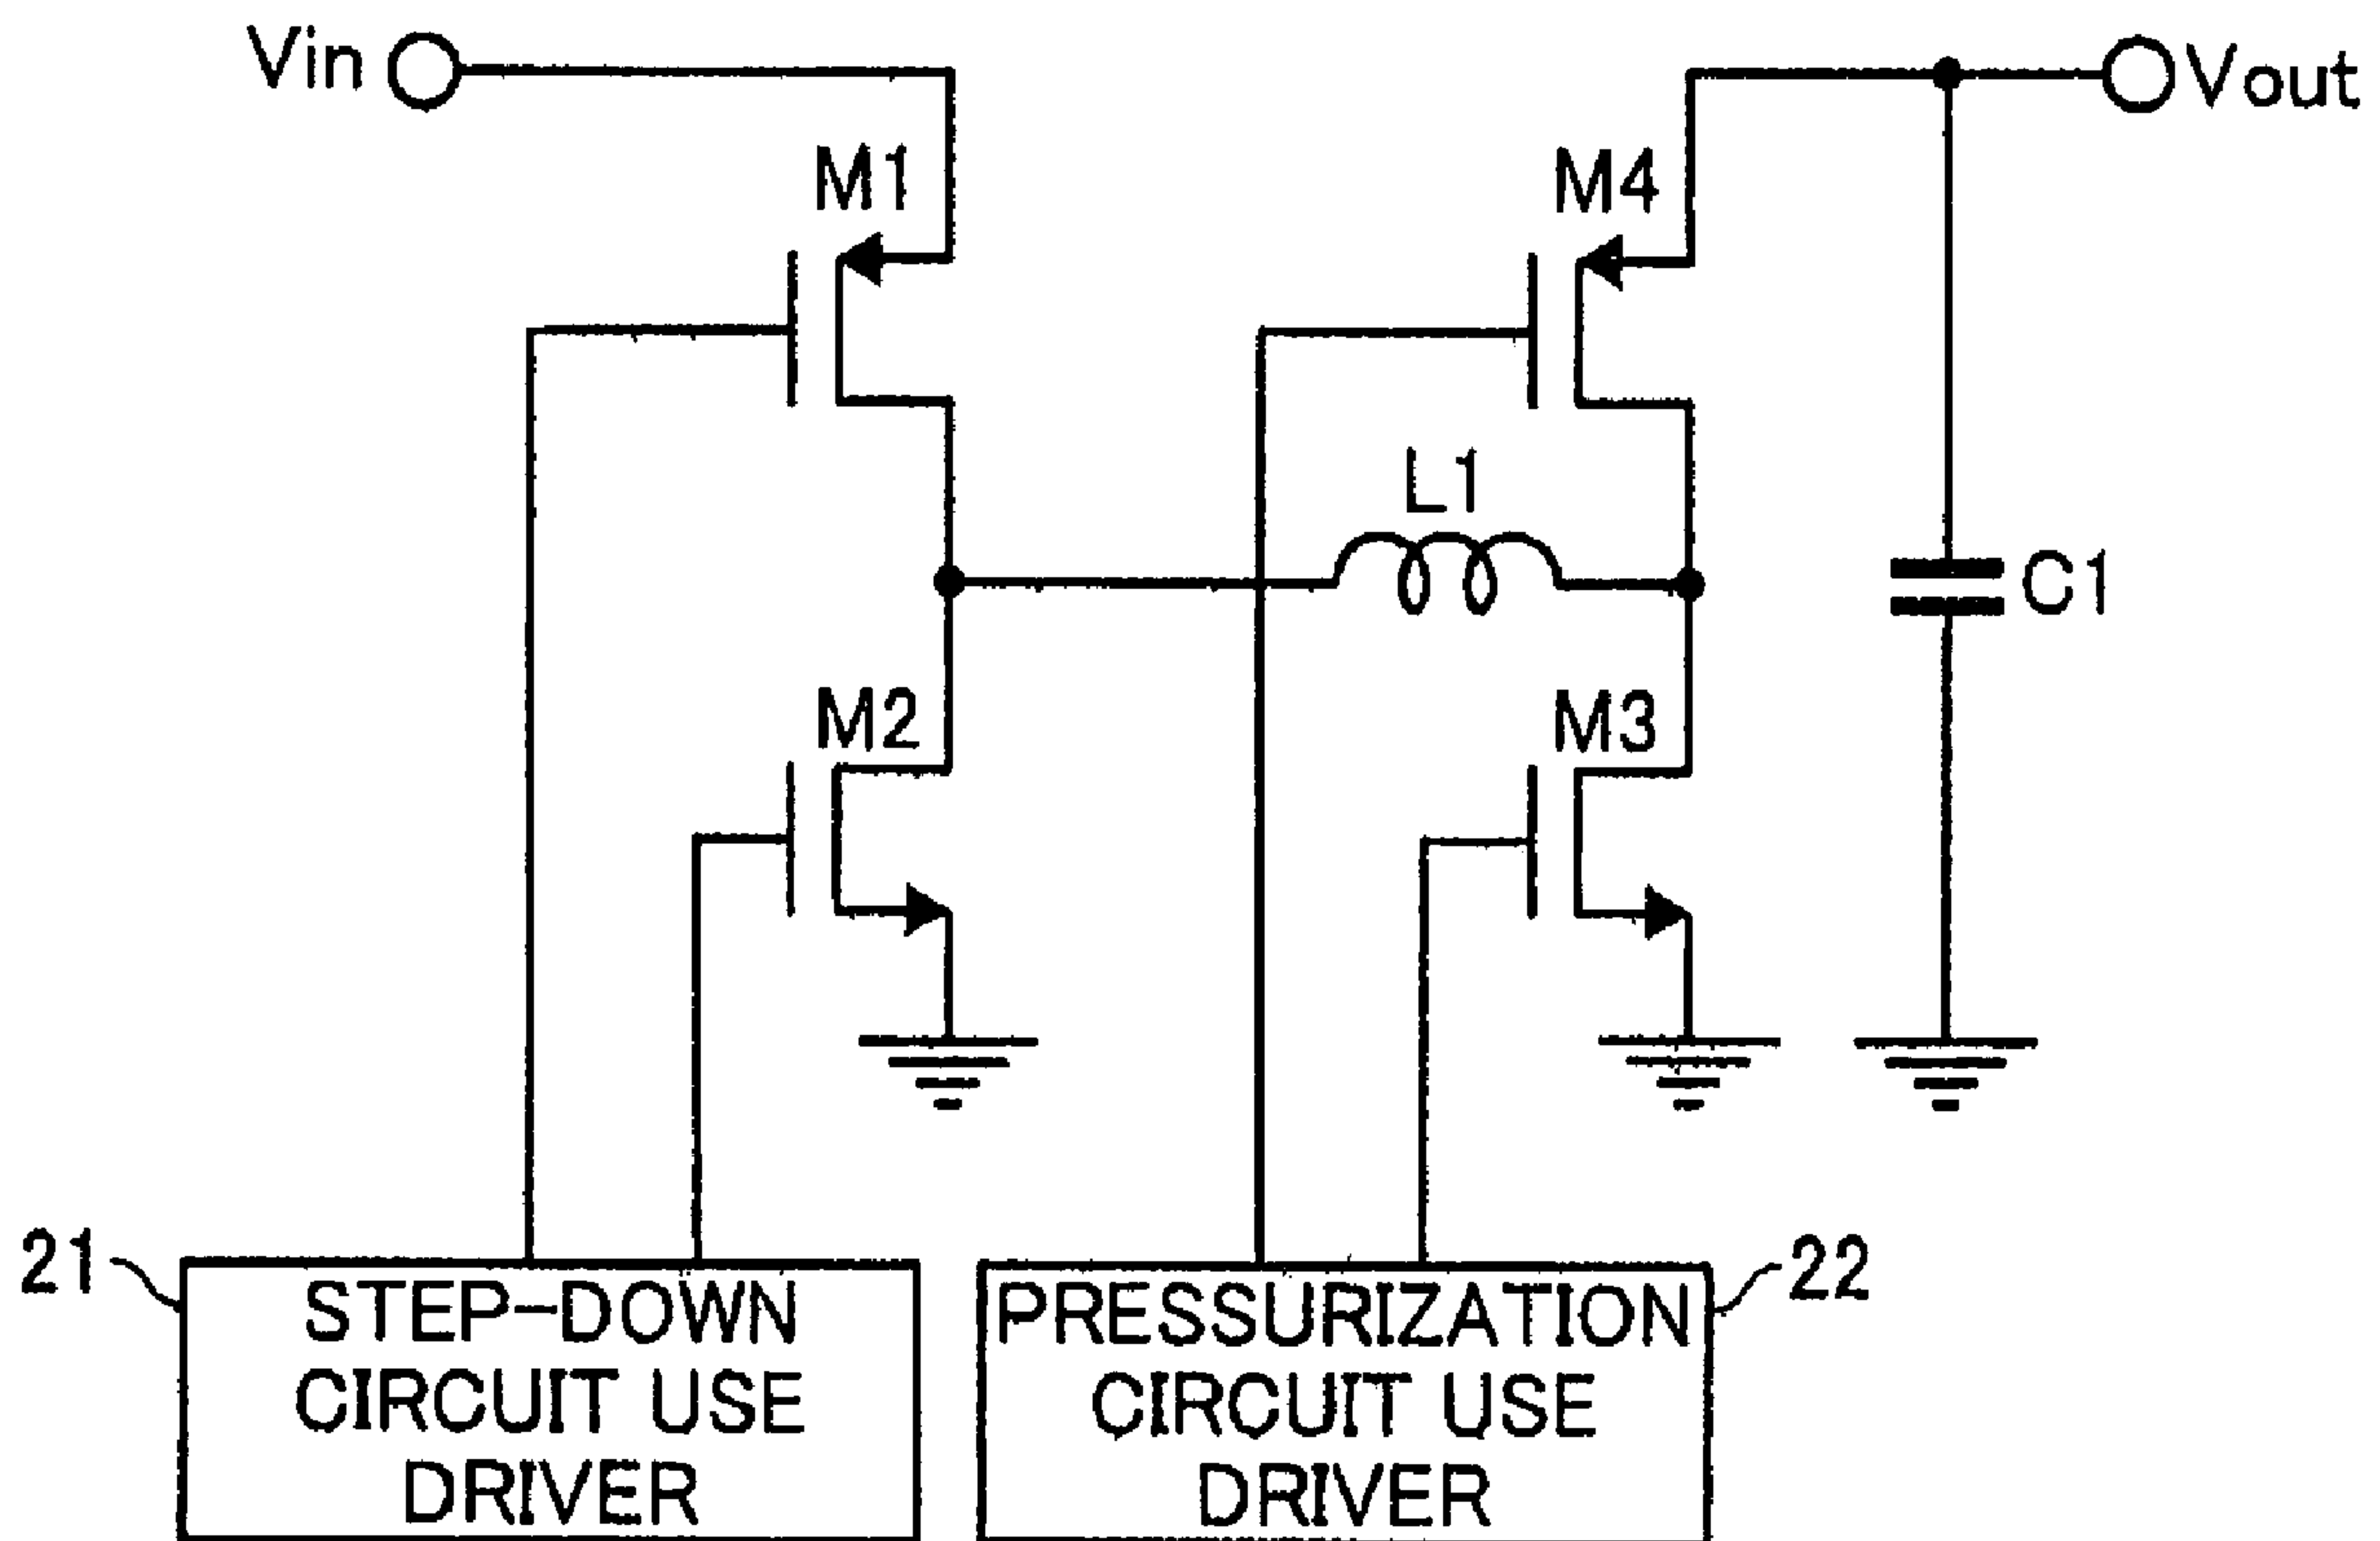 Vin
Vout
M1
M4
L1
C1
M2
M3
21
22
STEP-DOWN
CIRCUIT USE
DRIVER
PRESSURIZATION
CIRCUIT USE
DRIVER